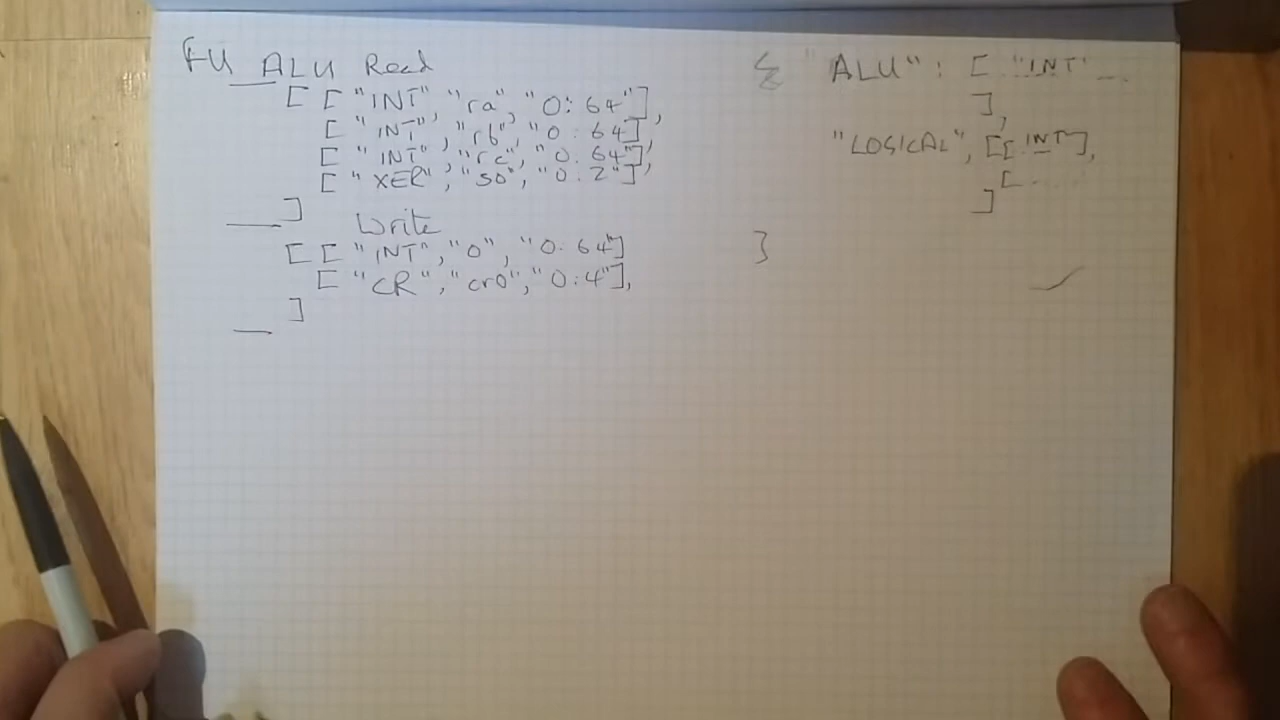 FU ALU Read
[ [ "INT", "ra", "0:64"],
[ "INT", "rb", "0:64],
[ "INT", "rc", "0:64"],
[ "XER", "so", "0:2"],
]
Write
[ [ "INT", "o", "0:64"]
[ "CR", "cr0", "0:4"],
]
{ "ALU": [ "INT" ...
],
"LOGICAL", [[ INT],
[ .....
]
}